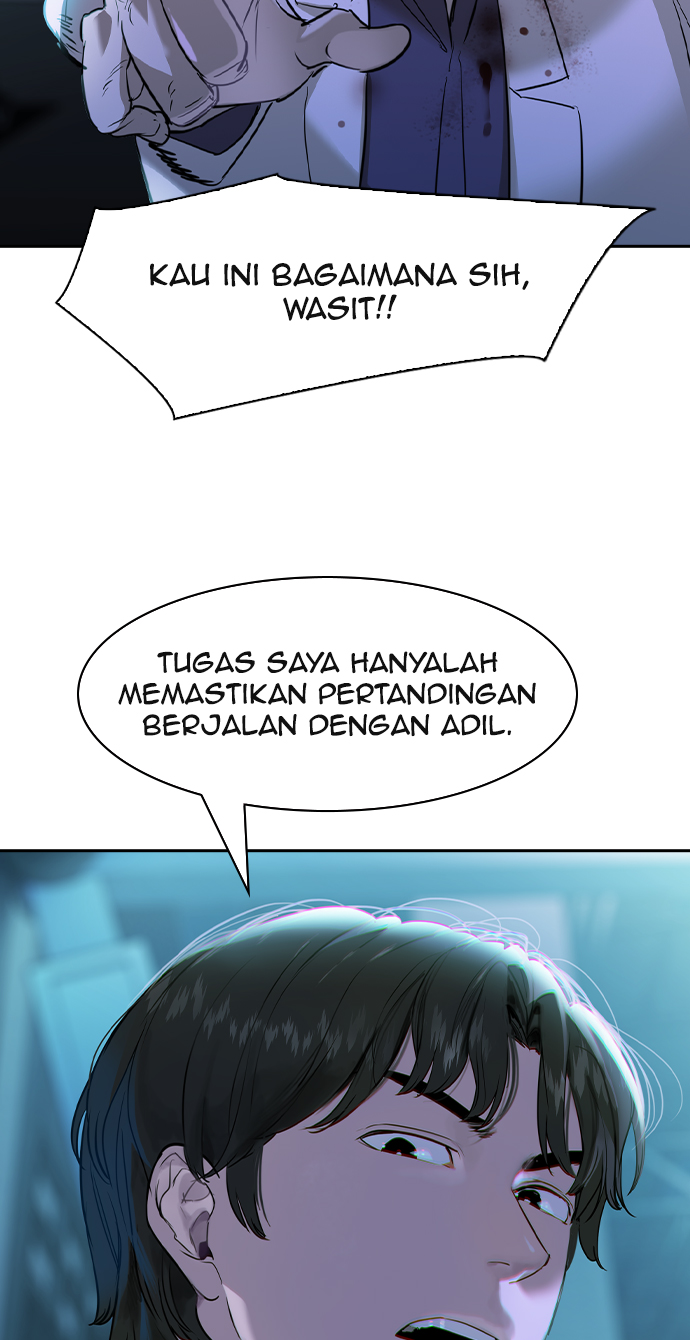 KAU INI BAGAIMANA SIH,
WASIT!!
TUGAS SAYA HANYALAH
MEMASTIKAN PERTANDINGAN
BERJALAN DENGAN ADIL.